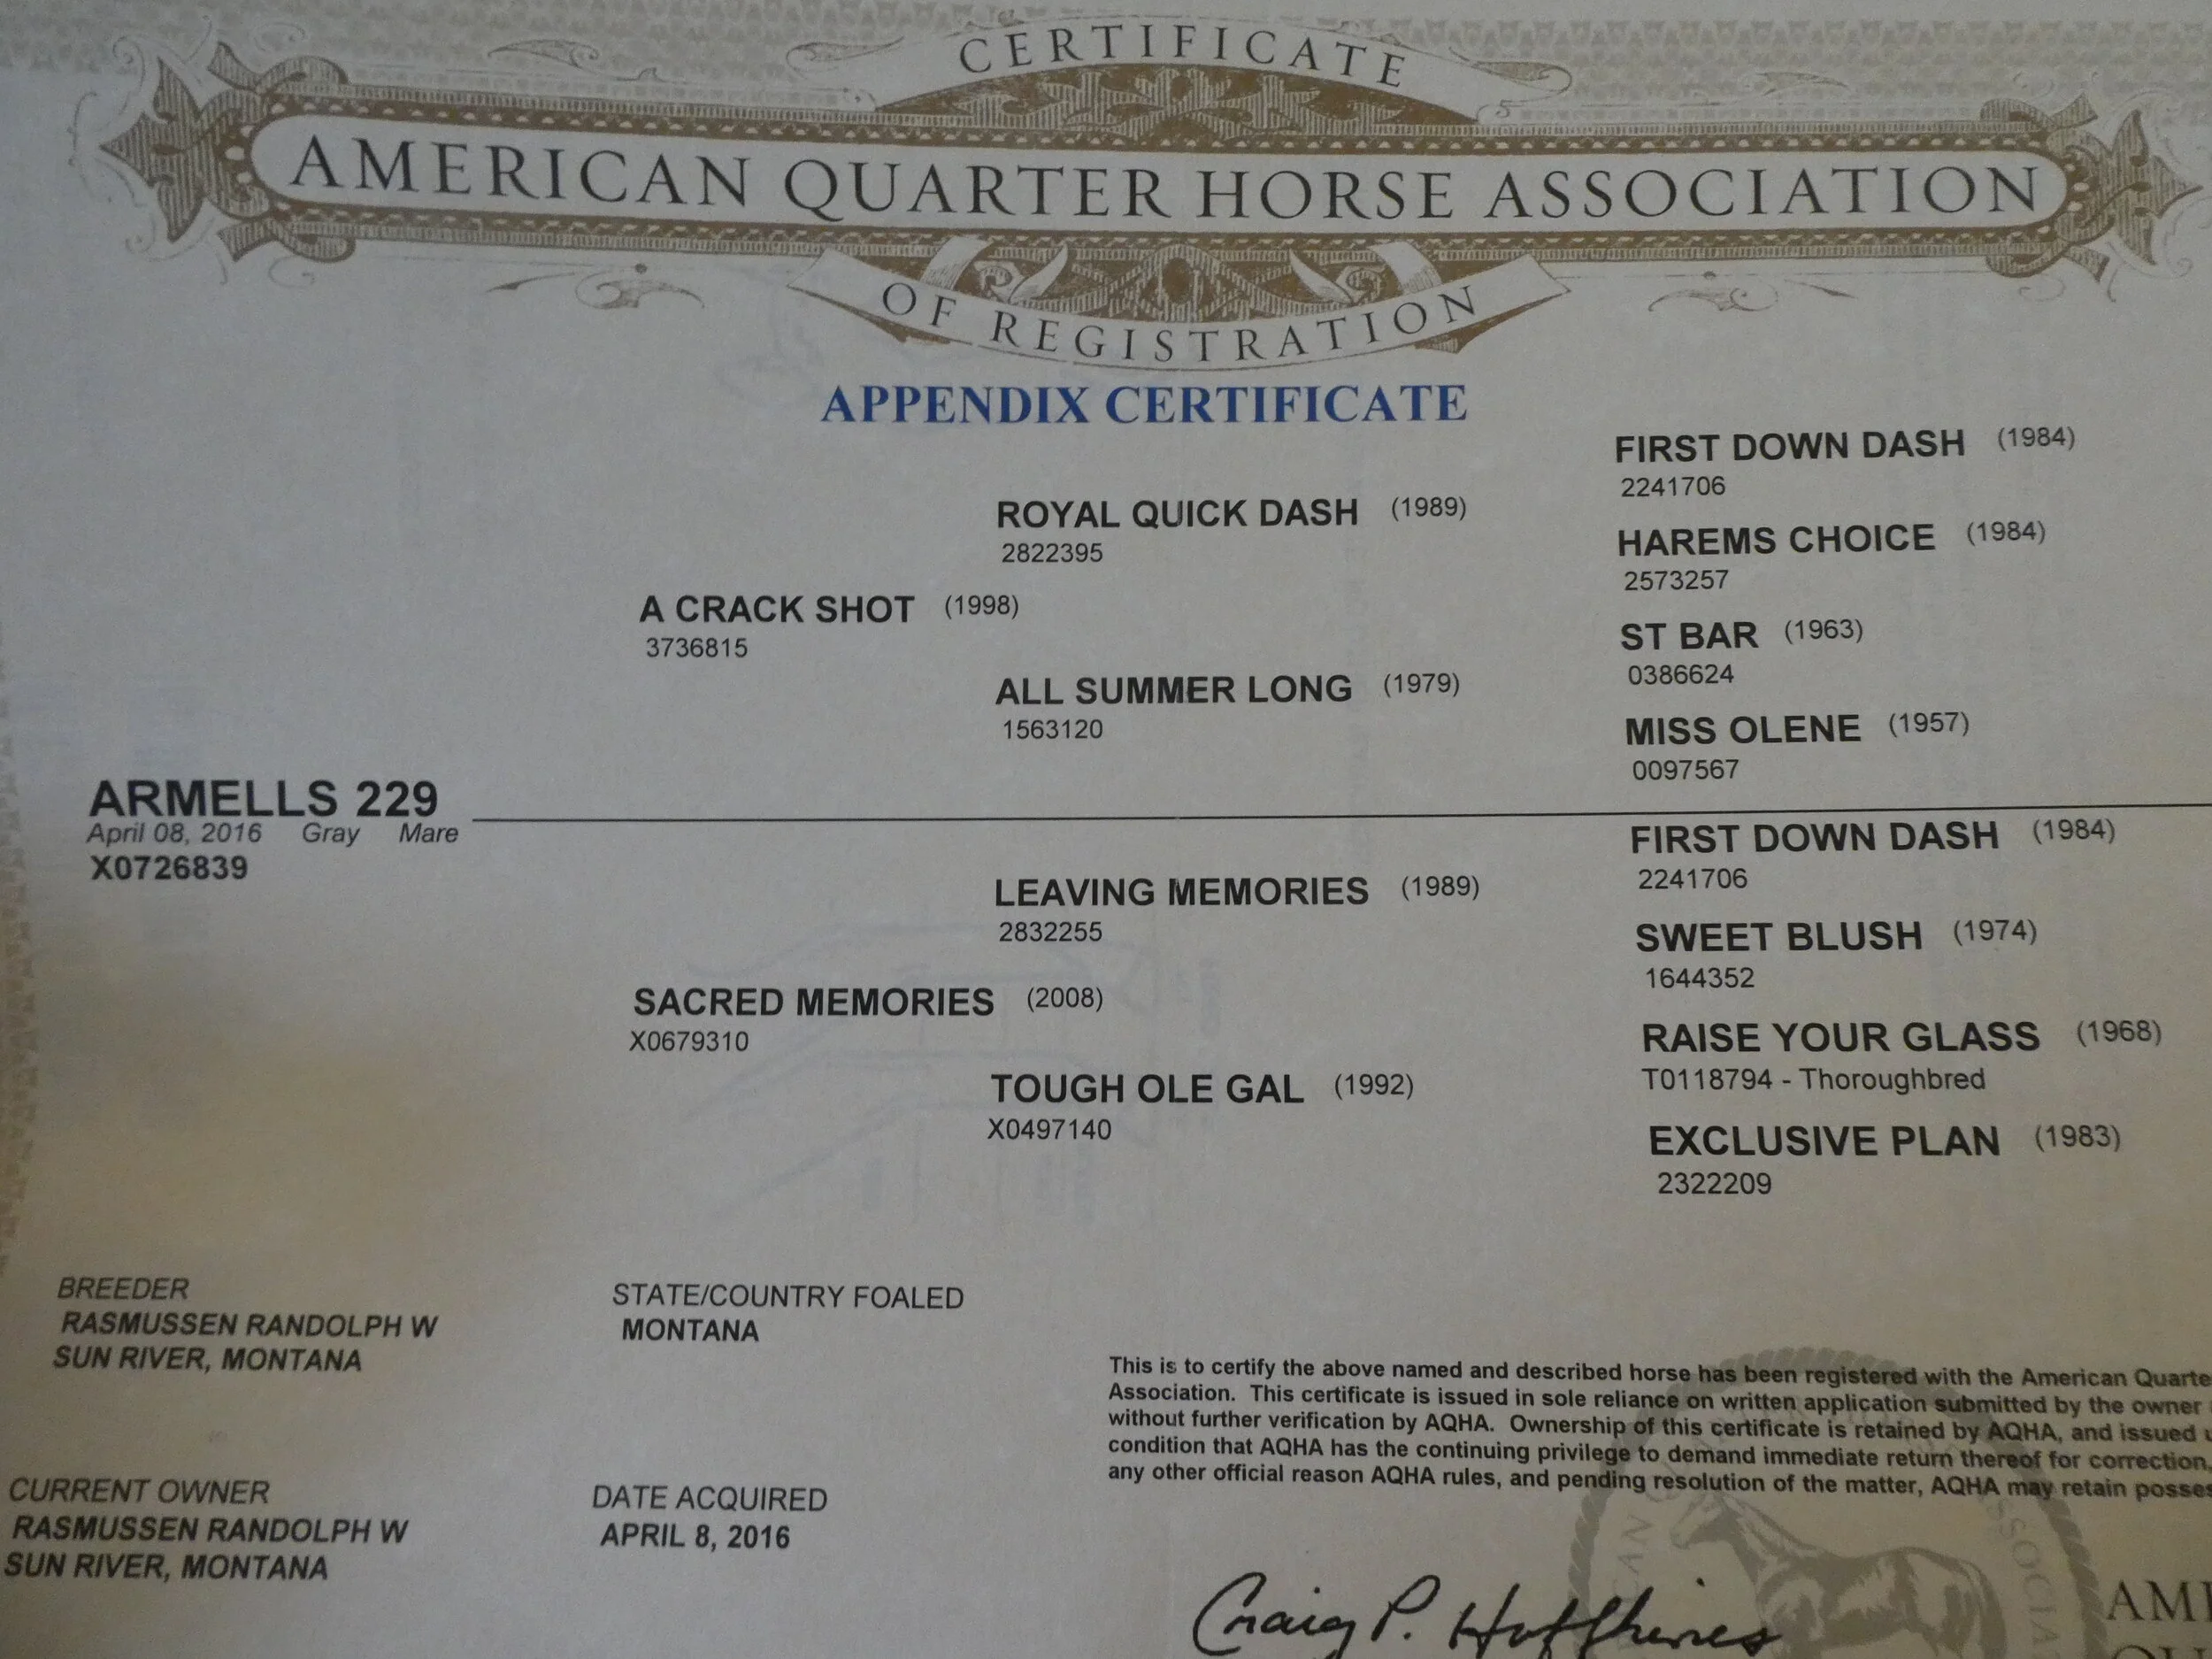 CERTIFICATE
AMERICAN QUARTER HORSE ASSOCIATION
OF REGISTRATION
APPENDIX CERTIFICATE
FIRST DOWN DASH (1984)
2241706
ROYAL QUICK DASH (1989)
2822395
HAREMS CHOICE (1984)
2573257
A CRACK SHOT (1998)
3736815
ST BAR (1963)
0386624
ALL SUMMER LONG (1979)
1563120
MISS OLENE (1957)
0097567
ARMELLS 229
April 08, 2016 Gray Mare
X0726839
FIRST DOWN DASH (1984)
2241706
LEAVING MEMORIES (1989)
2832255
SWEET BLUSH (1974)
1644352
SACRED MEMORIES (2008)
X0679310
RAISE YOUR GLASS (1968)
T0118794 - Thoroughbred
TOUGH OLE GAL (1992)
X0497140
EXCLUSIVE PLAN (1983)
2322209
BREEDER
RASMUSSEN RANDOLPH W
SUN RIVER, MONTANA
STATE/COUNTRY FOALED
MONTANA
This is to certify the above named and described horse has been registered with the American Quarte
Association. This certificate is issued in sole reliance on written application submitted by the owner
without further verification by AQHA. Ownership of this certificate is retained by AQHA, and issued
condition that AQHA has the continuing privilege to demand immediate return thereof for correction,
any other official reason AQHA rules, and pending resolution of the matter, AQHA may retain posses
CURRENT OWNER
RASMUSSEN RANDOLPH W
SUN RIVER, MONTANA
DATE ACQUIRED
APRIL 8, 2016
Craig P. Huffhines
AM